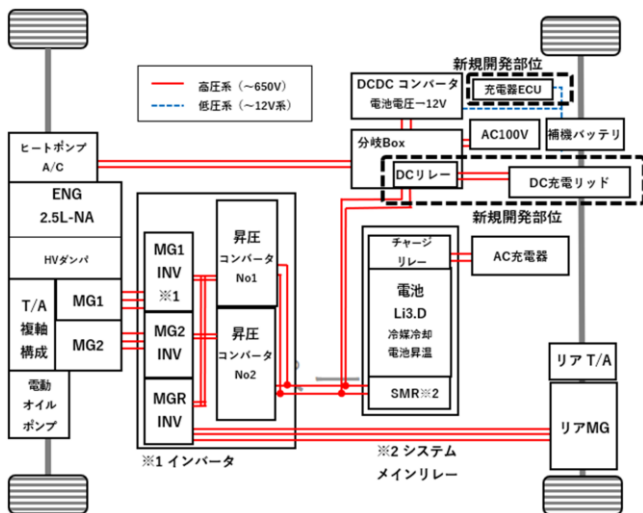 新規開発部位
高圧系（～650V）
低圧系（～12V系）
DCDC コンバータ
電池電圧→12V
充電器ECU
ヒートポンプ
A/C
分岐Box
AC100V
補機バッテリ
DCリレー
DC充電リッド
新規開発部位
ENG
2.5L-NA
HVダンパ
T/A
複軸
構成
MG1
MG2
電動
オイル
ポンプ
MG1
INV
※1
MG2
INV
MGR
INV
昇圧
コンバータ
No1
昇圧
コンバータ
No2
チャージ
リレー
AC充電器
電池
Li3.D
冷媒冷却
電池昇温
SMR※2
リア T/A
リアMG
※1 インバータ
※2 システム
メインリレー